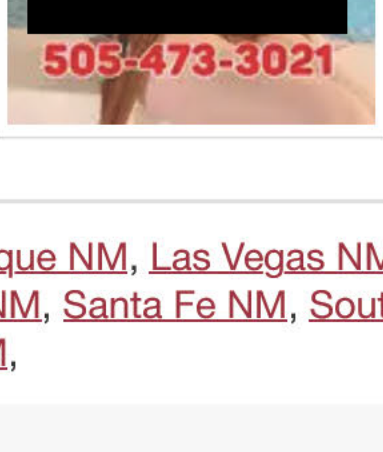 505-473-3021
que NM, Las Vegas NM
NM, Santa Fe NM, Sout
M,